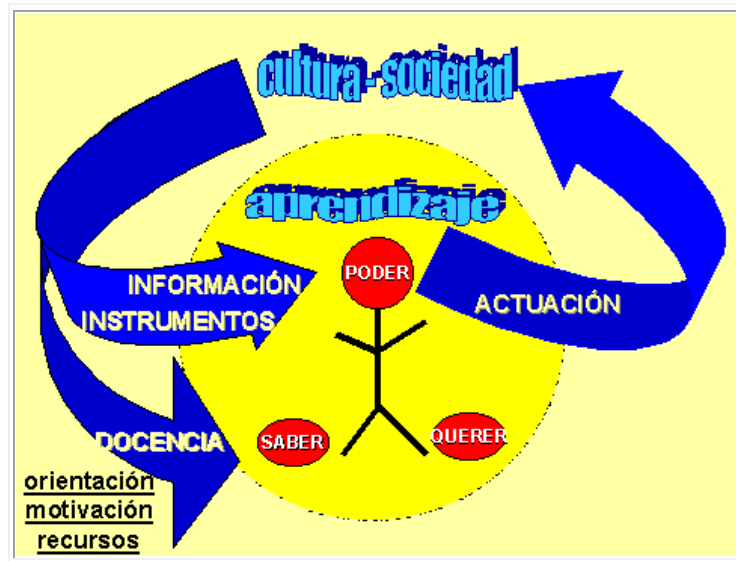 cultura - sociedad
aprendizaje
PODER
INFORMACIÓN
INSTRUMENTOS
ACTUACIÓN
DOCENCIA
SABER
QUERER
orientación
motivación
recursos